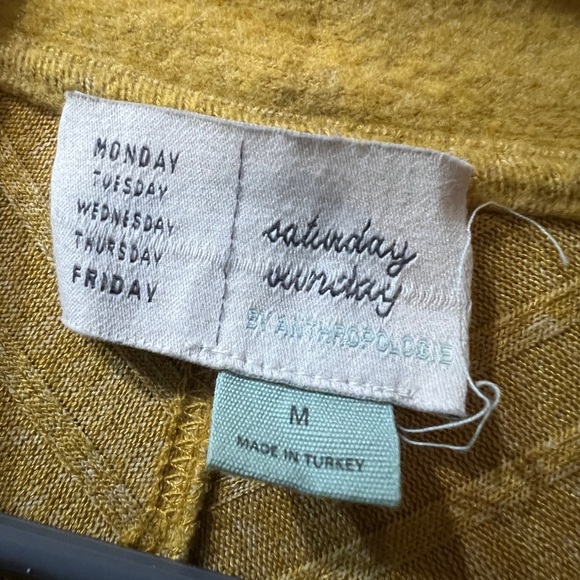 MONDAY
TUESDAY
WEDNESDAY
THURSDAY
FRIDAY
saturday
sunday
BY ANTHROPOLOGIE
M
MADE IN TURKEY